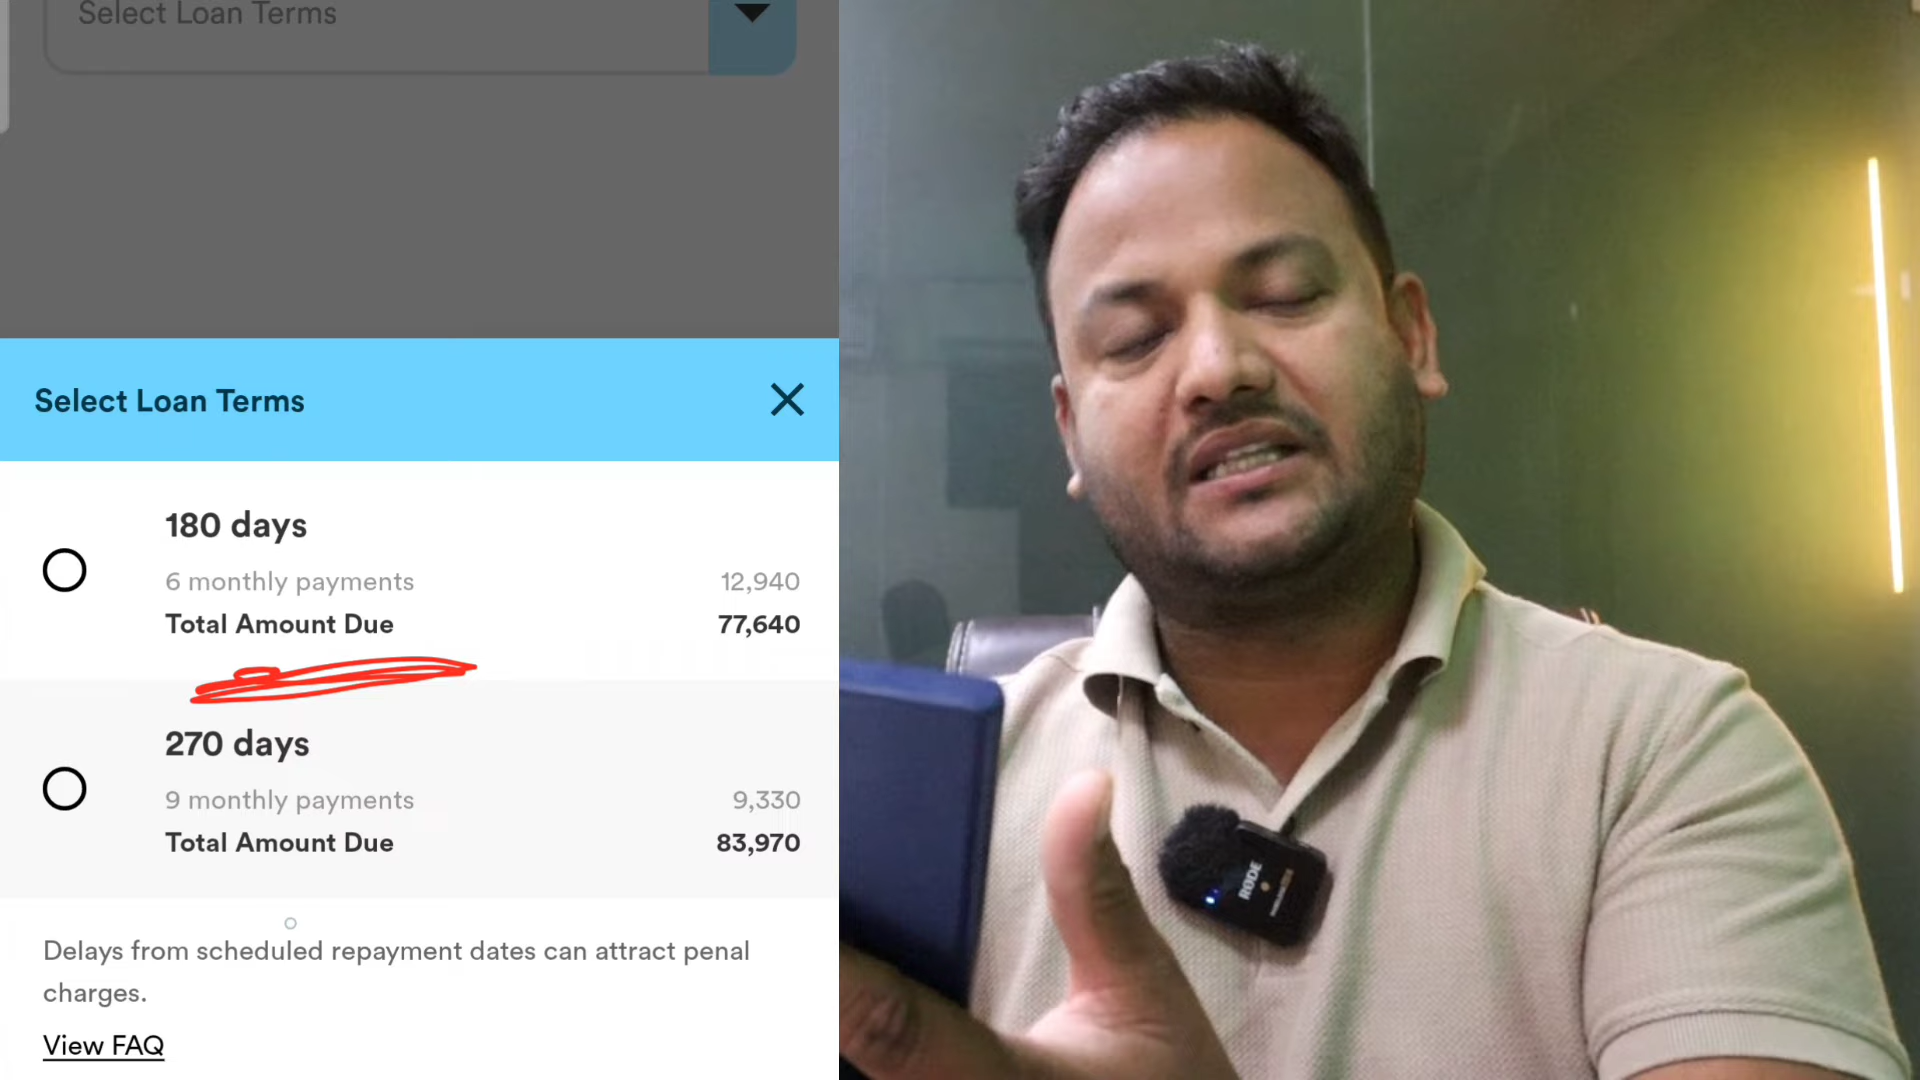 Select Loan Terms
Select Loan Terms
180 days
6 monthly payments 12,940
Total Amount Due 77,640
270 days
9 monthly payments 9,330
Total Amount Due 83,970
Delays from scheduled repayment dates can attract penal
charges.
View FAQ
RØDE